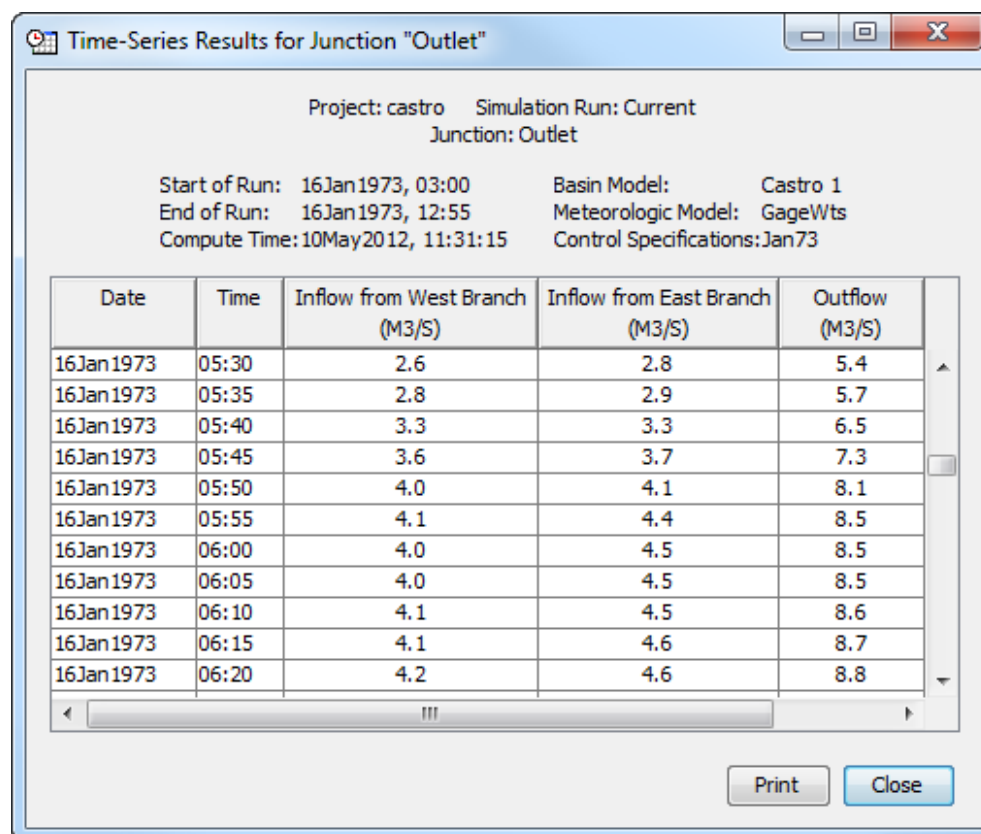 Time-Series Results for Junction "Outlet"
Project: castro Simulation Run: Current
Junction: Outlet
Start of Run: 16Jan1973, 03:00 Basin Model: Castro 1
End of Run: 16Jan1973, 12:55 Meteorologic Model: GageWts
Compute Time: 10May2012, 11:31:15 Control Specifications: Jan73
Date Time Inflow from West Branch Inflow from East Branch Outflow
(M3/S) (M3/S) (M3/S)
16Jan1973 05:30 2.6 2.8 5.4
16Jan1973 05:35 2.8 2.9 5.7
16Jan1973 05:40 3.3 3.3 6.5
16Jan1973 05:45 3.6 3.7 7.3
16Jan1973 05:50 4.0 4.1 8.1
16Jan1973 05:55 4.1 4.4 8.5
16Jan1973 06:00 4.0 4.5 8.5
16Jan1973 06:05 4.0 4.5 8.5
16Jan1973 06:10 4.1 4.5 8.6
16Jan1973 06:15 4.1 4.6 8.7
16Jan1973 06:20 4.2 4.6 8.8
Print Close